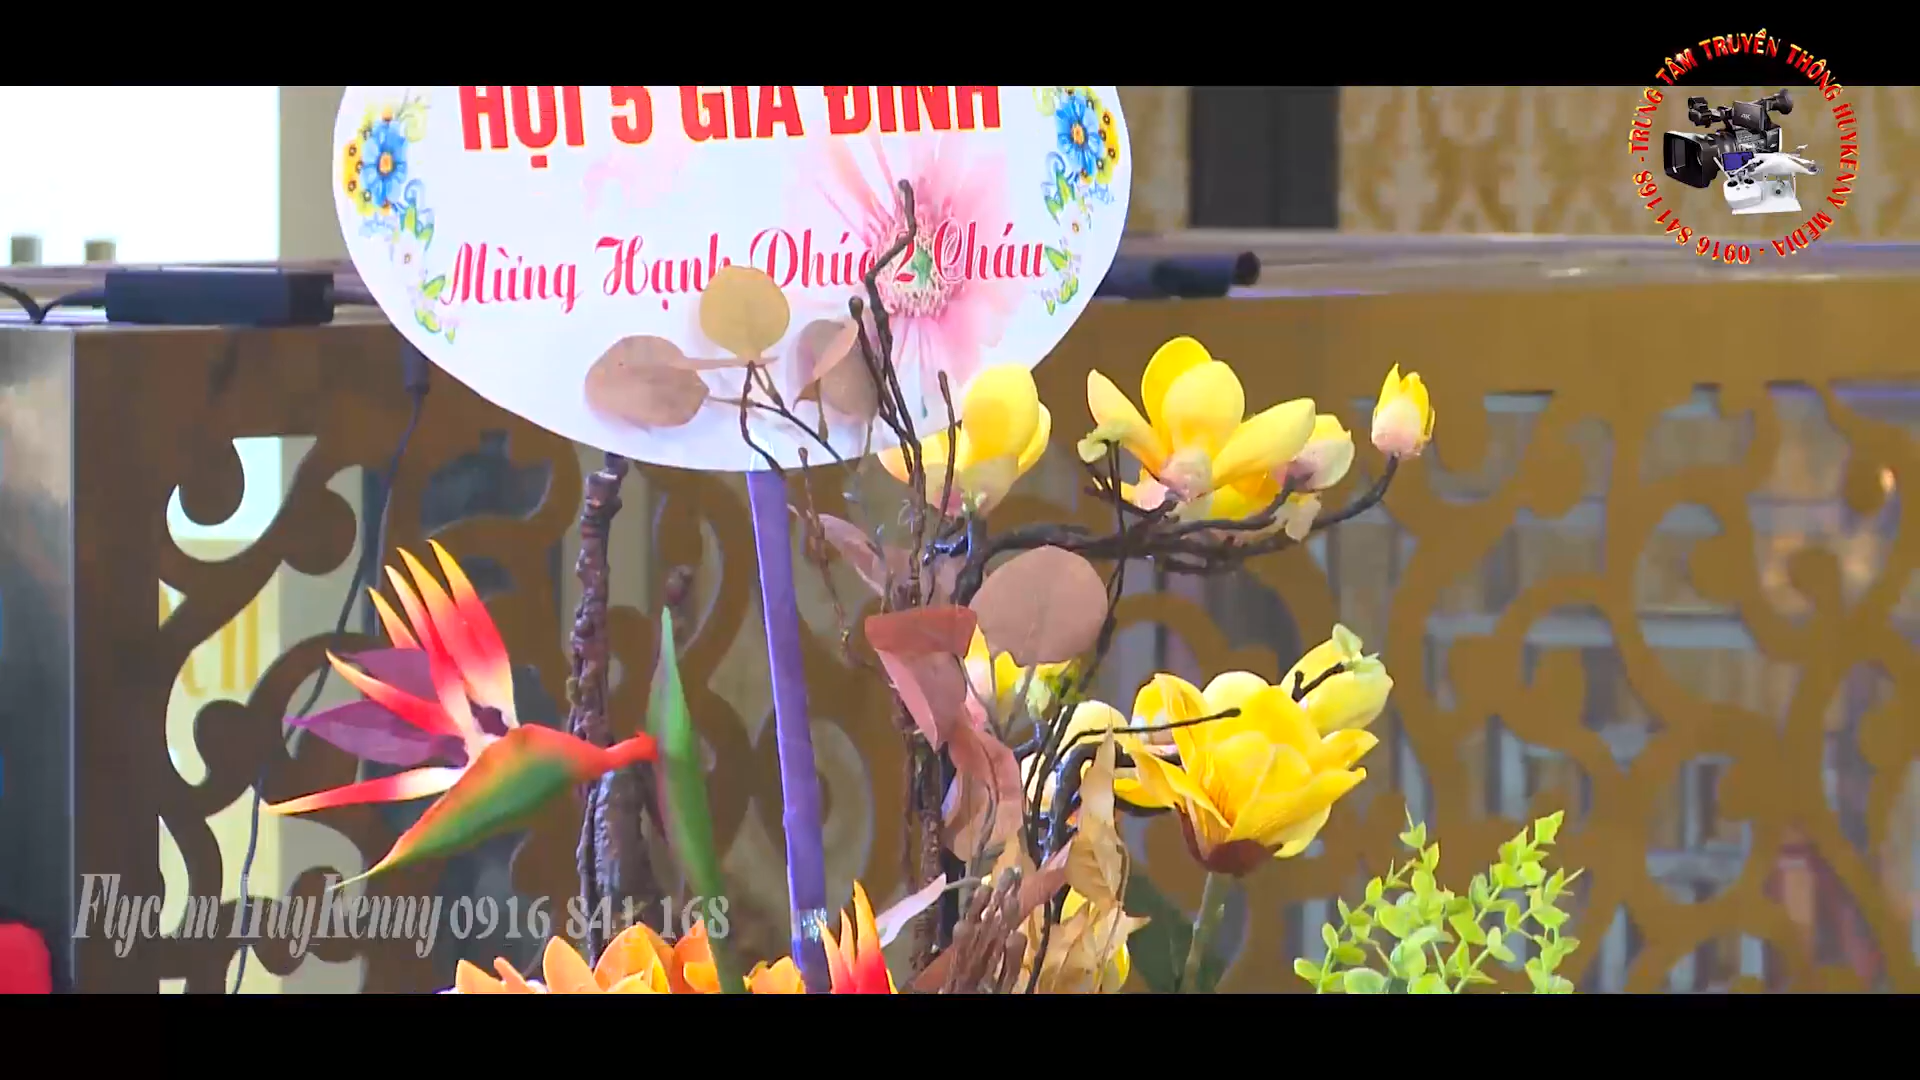 HỘI 5 GIA ĐÌNH
Mừng Hạnh Phúc 2 Cháu
TRUNG TÂM TRUYỀN THÔNG HUYKENNY MEDIA - 0916 841 168 -
4K
Flycam HuyKenny 0916 841 168